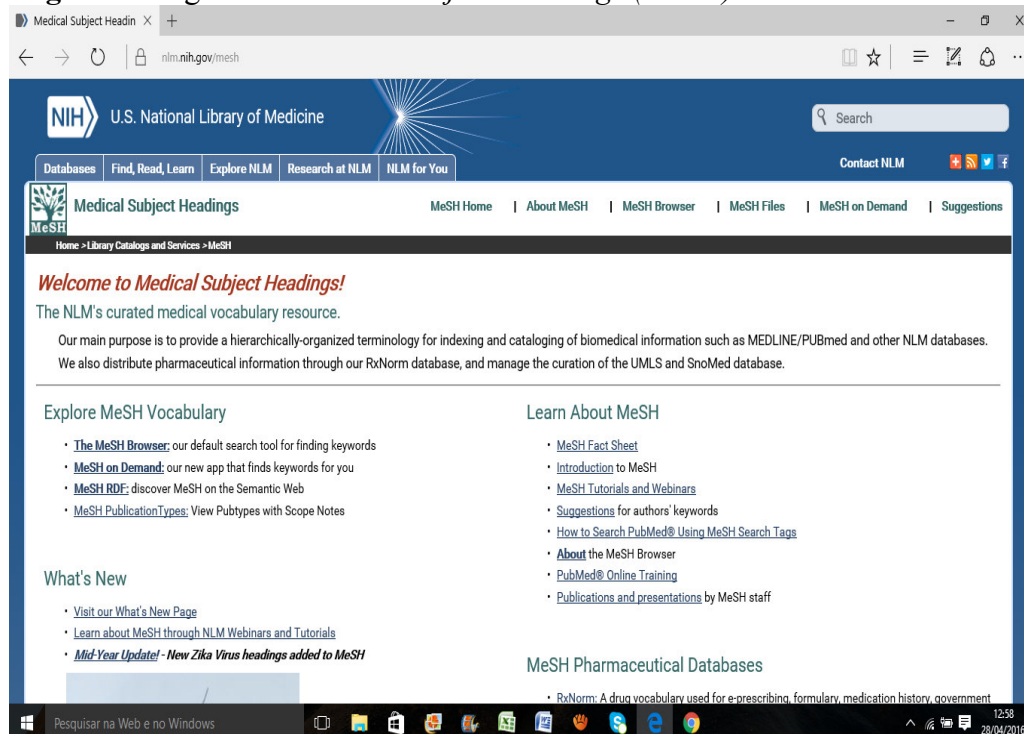 Medical Subject Headin
nlm.nih.gov/mesh
NIH U.S. National Library of Medicine
Search
Databases Find, Read, Learn Explore NLM Research at NLM NLM for You
Contact NLM
MeSH
Medical Subject Headings
MeSH Home | About MeSH | MeSH Browser | MeSH Files | MeSH on Demand | Suggestions
Home > Library Catalogs and Services > MeSH
Welcome to Medical Subject Headings!
The NLM's curated medical vocabulary resource.
Our main purpose is to provide a hierarchically-organized terminology for indexing and cataloging of biomedical information such as MEDLINE/PUBmed and other NLM databases.
We also distribute pharmaceutical information through our RxNorm database, and manage the curation of the UMLS and SnoMed database.
Explore MeSH Vocabulary
• The MeSH Browser: our default search tool for finding keywords
• MeSH on Demand: our new app that finds keywords for you
• MeSH RDF: discover MeSH on the Semantic Web
• MeSH PublicationTypes: View Pubtypes with Scope Notes
What's New
• Visit our What's New Page
• Learn about MeSH through NLM Webinars and Tutorials
• Mid-Year Update! - New Zika Virus headings added to MeSH
Learn About MeSH
• MeSH Fact Sheet
• Introduction to MeSH
• MeSH Tutorials and Webinars
• Suggestions for authors' keywords
• How to Search PubMed® Using MeSH Search Tags
• About the MeSH Browser
• PubMed® Online Training
• Publications and presentations by MeSH staff
MeSH Pharmaceutical Databases
• RxNorm: A drug vocabulary used for e-prescribing, formulary, medication history, government
Pesquisar na Web e no Windows
12:58
28/04/2016